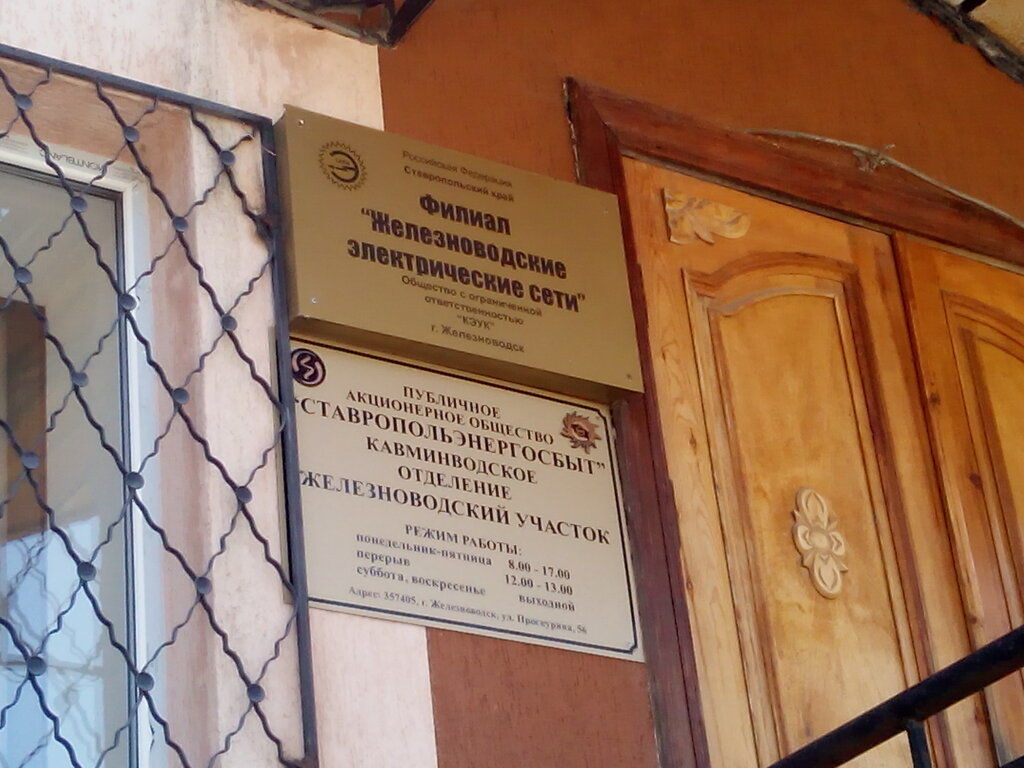 Российская Федерация
Ставропольский край
Филиал
"Железноводские
электрические сети"
Общество с ограниченной
ответственностью
"КЭУК"
г. Железноводск
ПУБЛИЧНОЕ
АКЦИОНЕРНОЕ ОБЩЕСТВО
"СТАВРОПОЛЬЭНЕРГОСБЫТ"
КАВМИНВОДСКОЕ
ОТДЕЛЕНИЕ
ЖЕЛЕЗНОВОДСКИЙ УЧАСТОК
РЕЖИМ РАБОТЫ:
понедельник-пятница 8.00 - 17.00
перерыв 12.00 - 13.00
суббота, воскресенье выходной
Адрес: 357405, г. Железноводск, ул. Проскурина, 56